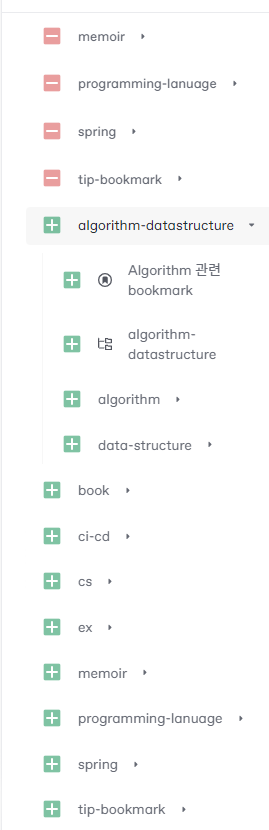 memoir
programming-lanuage
spring
tip-bookmark
algorithm-datastructure
Algorithm 관련
bookmark
algorithm-
datastructure
algorithm
data-structure
book
ci-cd
cs
ex
memoir
programming-lanuage
spring
tip-bookmark